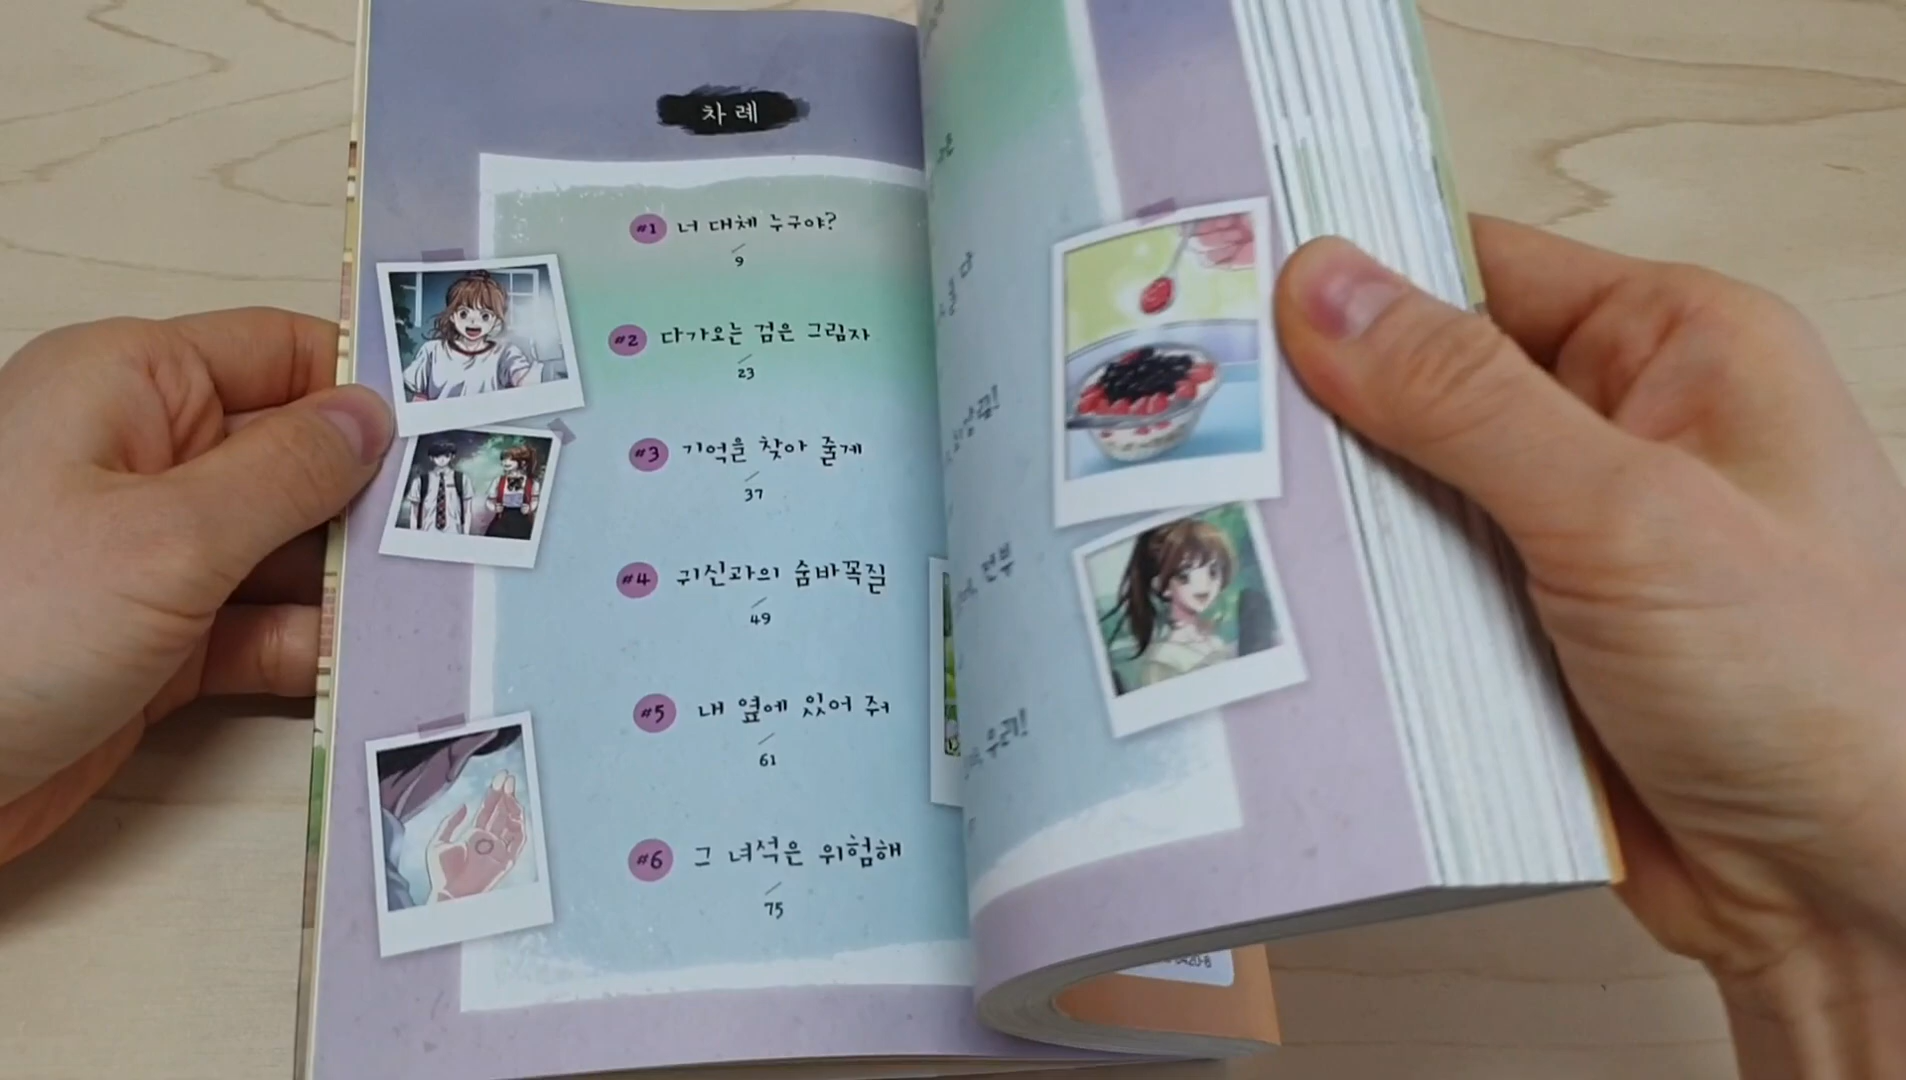 차례
#1 너 대체 누구야?
9
#2 다가오는 검은 그림자
23
#3 기억을 찾아 줄게
37
#4 귀신과의 숨바꼭질
49
#5 내 옆에 있어 줘
61
#6 그 녀석은 위험해
75
우리!